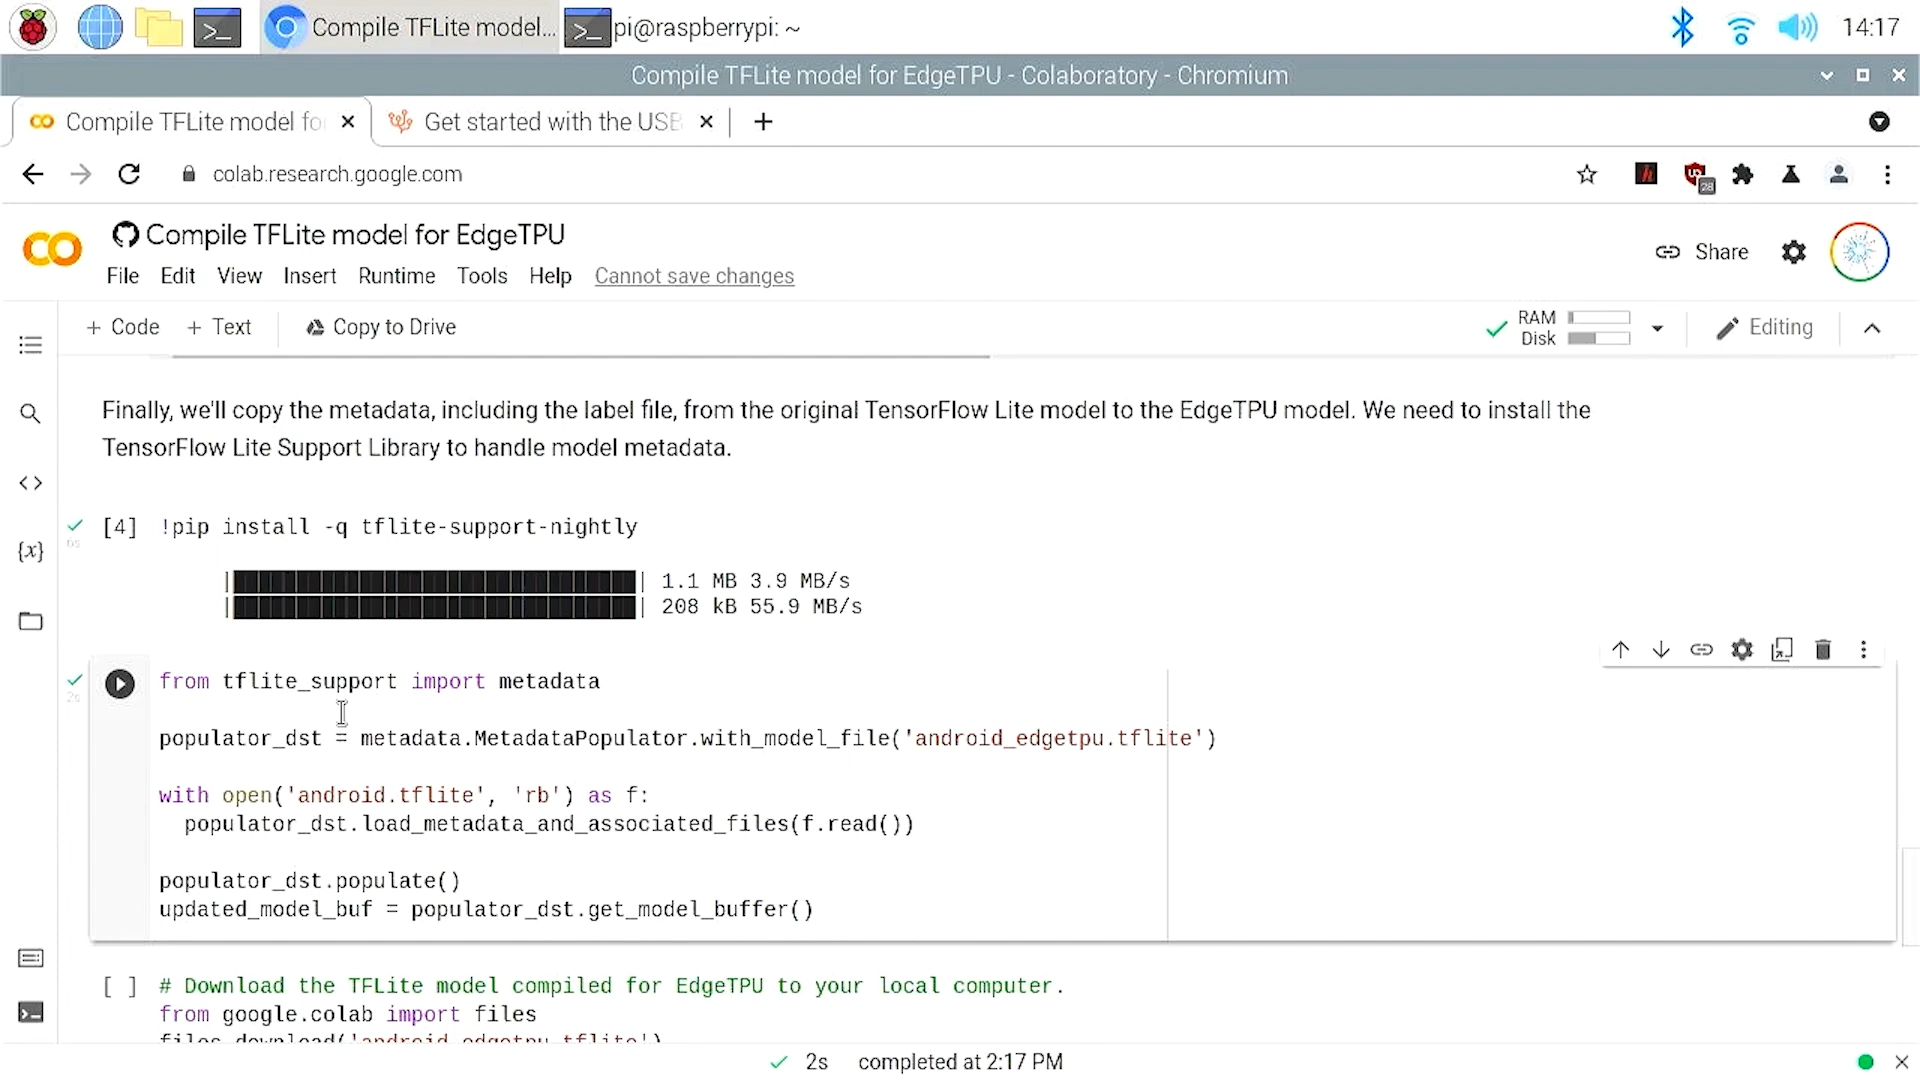 Compile TFLite model... pi@raspberrypi: ~ 14:17
Compile TFLite model for EdgeTPU - Colaboratory - Chromium
Compile TFLite model fo Get started with the USB
colab.research.google.com
28
Compile TFLite model for EdgeTPU
File Edit View Insert Runtime Tools Help Cannot save changes
Share
+ Code + Text Copy to Drive
RAM
Disk
Editing
Finally, we'll copy the metadata, including the label file, from the original TensorFlow Lite model to the EdgeTPU model. We need to install the
TensorFlow Lite Support Library to handle model metadata.
[4] !pip install -q tflite-support-nightly
6s
1.1 MB 3.9 MB/s
208 kB 55.9 MB/s
from tflite_support import metadata
2s
populator_dst = metadata.MetadataPopulator.with_model_file('android_edgetpu.tflite')
with open('android.tflite', 'rb') as f:
populator_dst.load_metadata_and_associated_files(f.read())
populator_dst.populate()
updated_model_buf = populator_dst.get_model_buffer()
[ ] # Download the TFLite model compiled for EdgeTPU to your local computer.
from google.colab import files
files.download('android_edgetpu.tflite')
2s completed at 2:17 PM